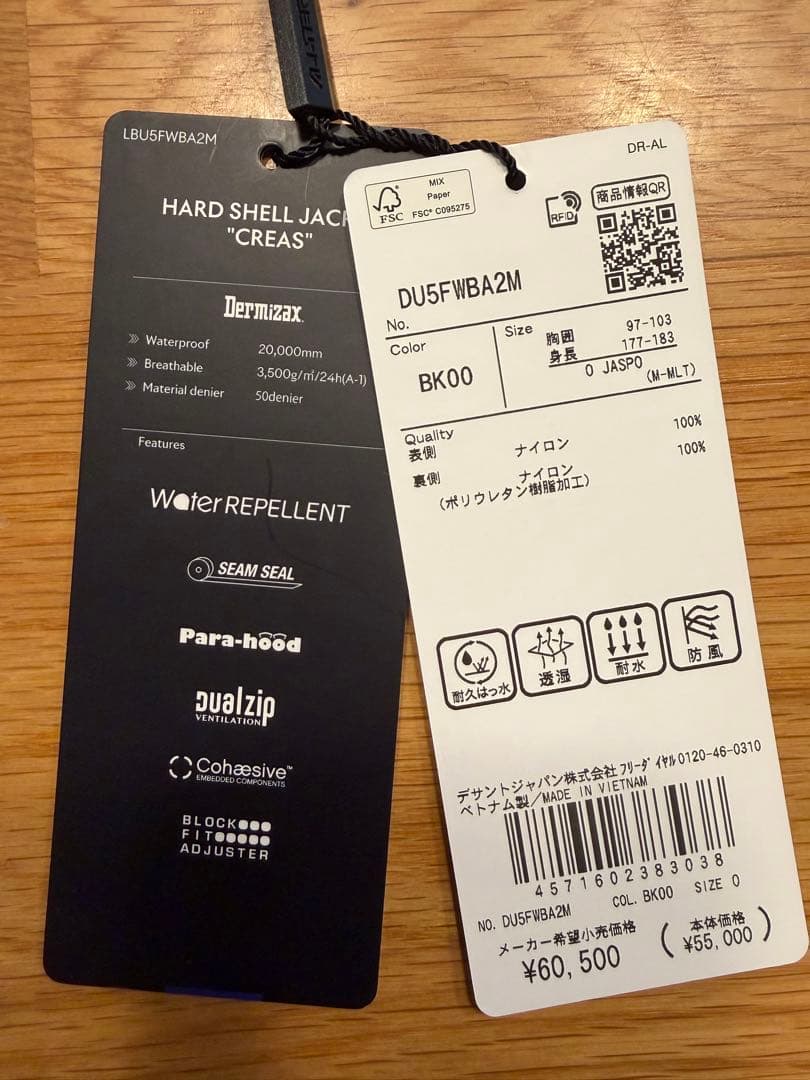 LBU5FWBA2M
HARD SHELL JACK
"CREAS"
Dermizax
Waterproof 20,000mm
Breathable 3,500g/㎡/24h(A-1)
Material denier 50denier
Features
Water REPELLENT
SEAM SEAL
Para-hood
Dualzip
VENTILATION
Cohæsive™
EMBEDDED COMPONENTS
BLOCK
FIT
ADJUSTER
DR-AL
FSC
MIX
Paper
FSC® C095275
RFID
商品情報QR
DU5FWBA2M
No.
Color
BK00
Size
胸囲 97-103
身長 177-183
O JASPO
(M-MLT)
Quality
表側 ナイロン 100%
裏側 ナイロン 100%
(ポリウレタン樹脂加工)
耐久はっ水
透湿
耐水
防風
デサントジャパン株式会社 フリーダイヤル 0120-46-0310
ベトナム製/MADE IN VIETNAM
4571602383038
NO. DU5FWBA2M COL. BK00 SIZE O
メーカー希望小売価格 (本体価格
¥60,500 ¥55,000)